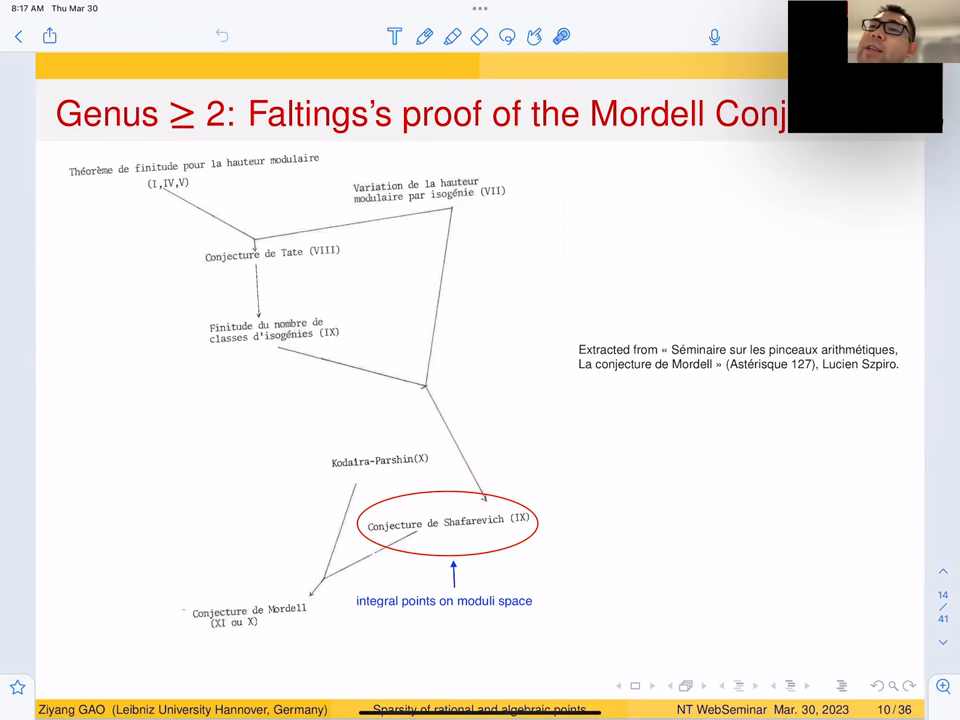 8:17 AM Thu Mar 30
Genus ≥ 2: Faltings's proof of the Mordell Conj
Théorème de finitude pour la hauteur modulaire
(I,IV,V)
Variation de la hauteur
modulaire par isogénie (VII)
Conjecture de Tate (VIII)
Finitude du nombre de
classes d'isogénies (IX)
Extracted from « Séminaire sur les pinceaux arithmétiques,
La conjecture de Mordell » (Astérisque 127), Lucien Szpiro.
Kodaira-Parshin(X)
Conjecture de Shafarevich (IX)
integral points on moduli space
Conjecture de Mordell
(XI ou X)
14
/
41
Ziyang GAO (Leibniz University Hannover, Germany)
Sparsity of rational and algebraic points
NT WebSeminar Mar. 30, 2023
10 / 36